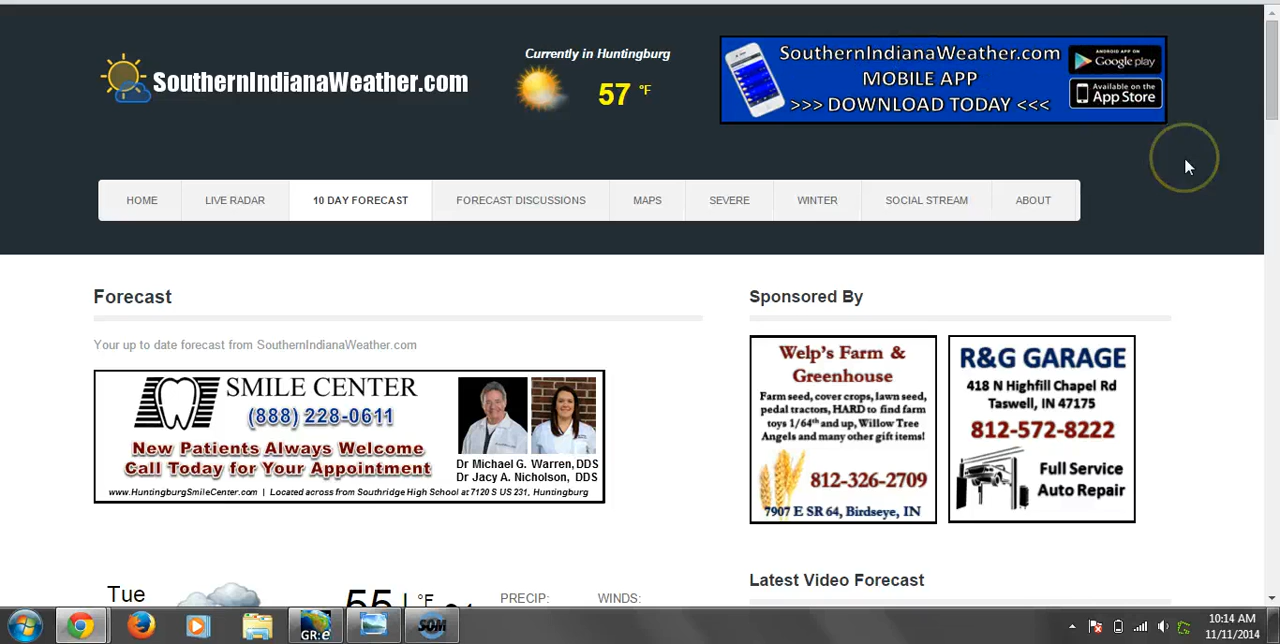 SouthernIndianaWeather.com
Currently in Huntingburg
57 °F
SouthernIndianaWeather.com
MOBILE APP
>>> DOWNLOAD TODAY <<<
ANDROID APP ON
Google play
Available on the
App Store
HOME
LIVE RADAR
10 DAY FORECAST
FORECAST DISCUSSIONS
MAPS
SEVERE
WINTER
SOCIAL STREAM
ABOUT
Forecast
Your up to date forecast from SouthernIndianaWeather.com
SMILE CENTER
(888) 228-0611
New Patients Always Welcome
Call Today for Your Appointment
Dr Michael G. Warren, DDS
Dr Jacy A. Nicholson, DDS
www.HuntingburgSmileCenter.com | Located across from Southridge High School at 7120 S US 231, Huntingburg
Sponsored By
Welp's Farm &
Greenhouse
Farm seed, cover crops, lawn seed,
pedal tractors, HARD to find farm
toys 1/64th and up, Willow Tree
Angels and many other gift items!
812-326-2709
7907 E SR 64, Birdseye, IN
R&G GARAGE
418 N Highfill Chapel Rd
Taswell, IN 47175
812-572-8222
Full Service
Auto Repair
Latest Video Forecast
Tue
55 °F
PRECIP:
WINDS:
GR:e
SOM
10:14 AM
11/11/2014